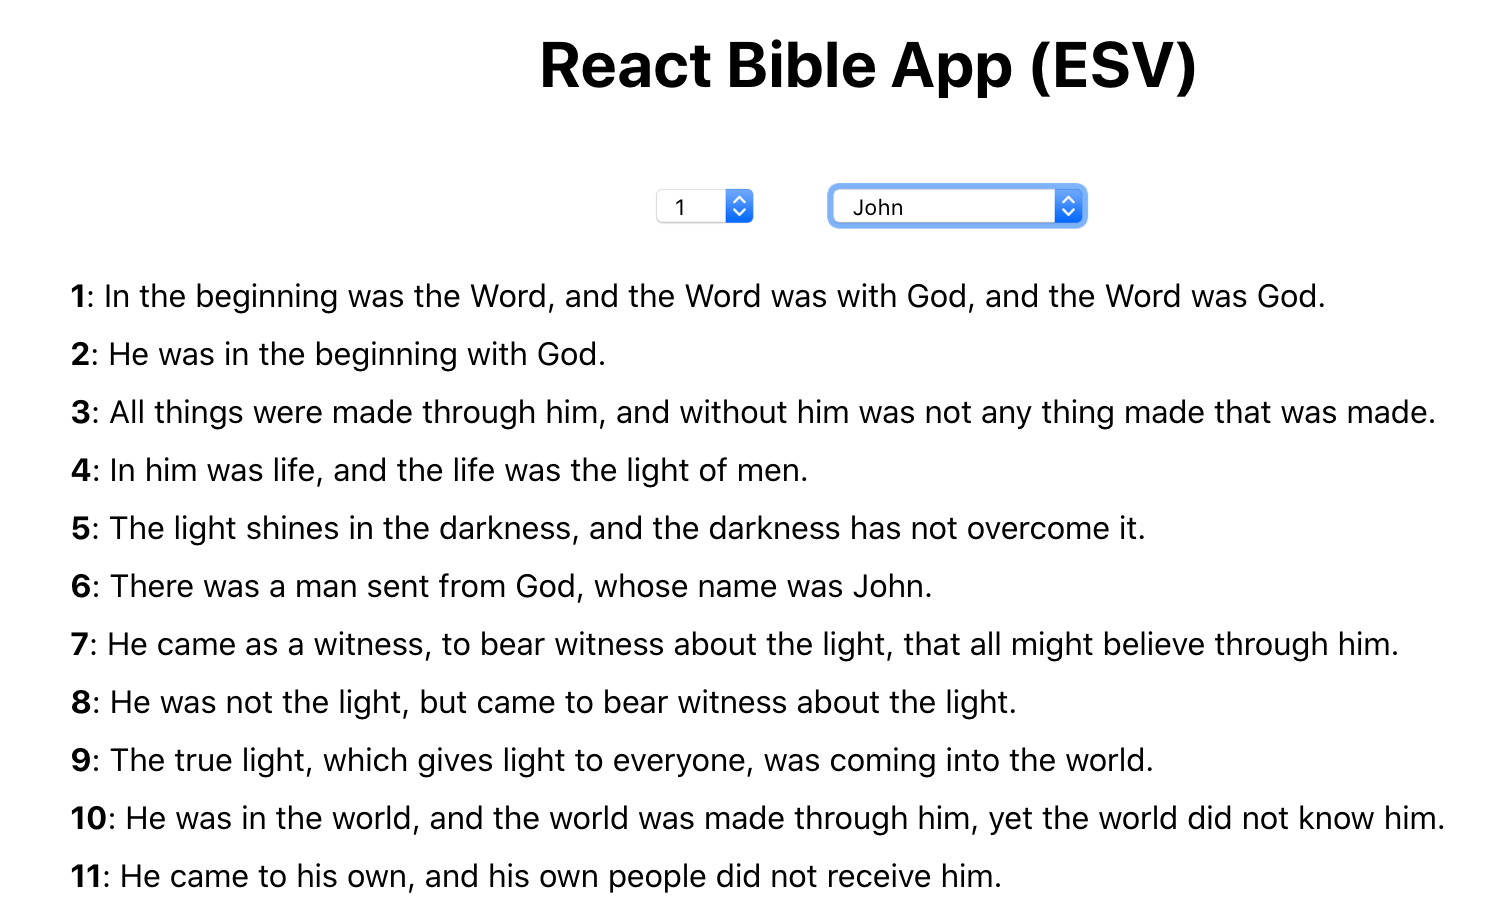 React Bible App (ESV)
1 John
1: In the beginning was the Word, and the Word was with God, and the Word was God.
2: He was in the beginning with God.
3: All things were made through him, and without him was not any thing made that was made.
4: In him was life, and the life was the light of men.
5: The light shines in the darkness, and the darkness has not overcome it.
6: There was a man sent from God, whose name was John.
7: He came as a witness, to bear witness about the light, that all might believe through him.
8: He was not the light, but came to bear witness about the light.
9: The true light, which gives light to everyone, was coming into the world.
10: He was in the world, and the world was made through him, yet the world did not know him.
11: He came to his own, and his own people did not receive him.